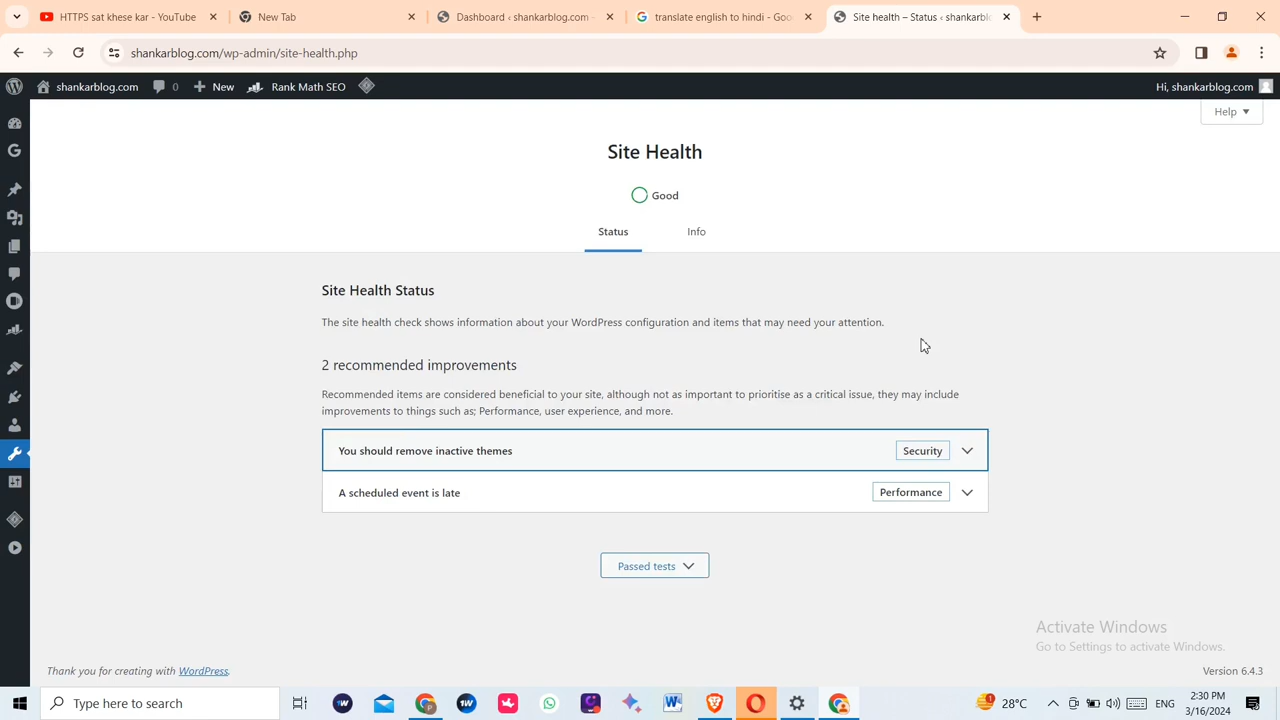 HTTPS sat khese kar - YouTube
New Tab
Dashboard ‹ shankarblog.com –
translate english to hindi - Goo
Site health – Status ‹ shankarbl
shankarblog.com/wp-admin/site-health.php
shankarblog.com
0
New
Rank Math SEO
Hi, shankarblog.com
Help
Site Health
Good
Status
Info
Site Health Status
The site health check shows information about your WordPress configuration and items that may need your attention.
2 recommended improvements
Recommended items are considered beneficial to your site, although not as important to prioritise as a critical issue, they may include
improvements to things such as; Performance, user experience, and more.
You should remove inactive themes
Security
A scheduled event is late
Performance
Passed tests
Activate Windows
Go to Settings to activate Windows.
Thank you for creating with WordPress.
Version 6.4.3
Type here to search
28°C
ENG
2:30 PM
3/16/2024